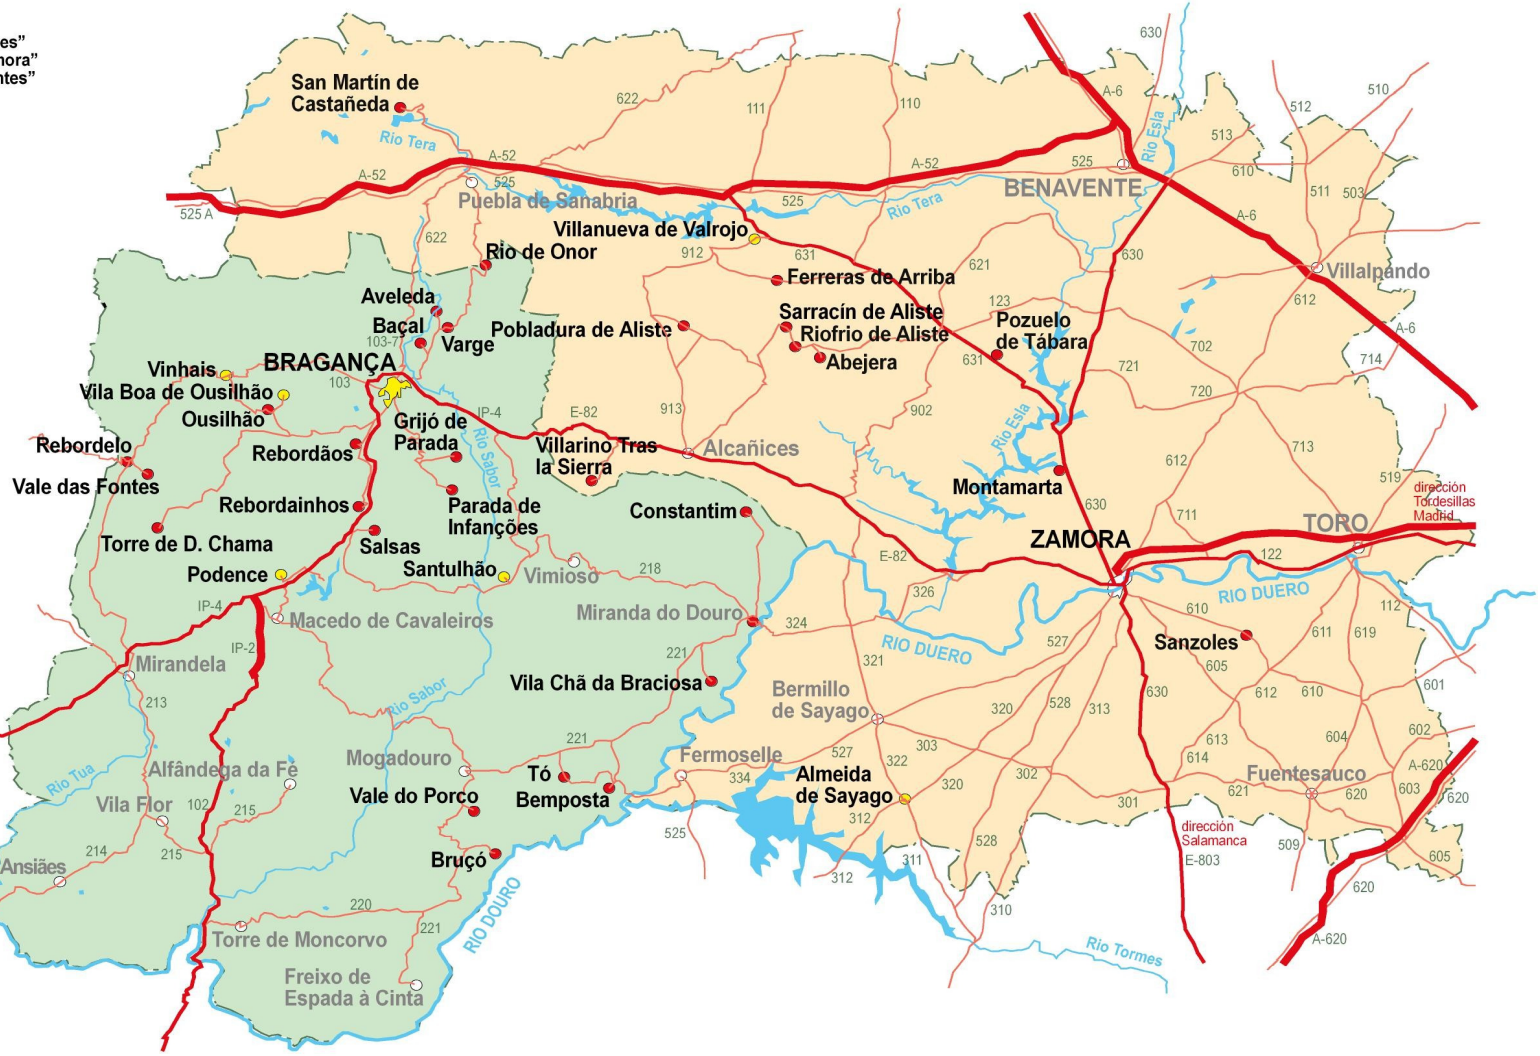 es”
nora”
ntes”
San Martín de
Castañeda
Rio Tera
622
111
110
A-6
630
Rio Esla
512
510
513
610
511
503
A-52
A-52
A-52
525
525
525
525 A
BENAVENTE
Puebla de Sanabria
Rio Tera
A-6
Villanueva de Valrojo
622
Rio de Onor
912
631
621
630
Villalpando
Ferreras de Arriba
612
Aveleda
Baçal
Varge
103-7
Pobladura de Aliste
Sarracín de Aliste
Riofrio de Aliste
Abejera
123
Pozuelo
de Tábara
631
A-6
702
714
721
720
Vinhais
BRAGANÇA
103
Vila Boa de Ousilhão
Ousilhão
IP-4
E-82
913
902
Rio Esla
Grijó de
Parada
Rio Sabor
Rebordelo
Rebordãos
Villarino Tras
la Sierra
Alcañices
713
612
519
Vale das Fontes
Montamarta
dirección
Tordesillas
Madrid
Rebordainhos
Parada de
Infanções
Constantim
630
711
TORO
Torre de D. Chama
Salsas
ZAMORA
E-82
122
Podence
Santulhão
Vimioso
218
326
RIO DUERO
IP-4
Macedo de Cavaleiros
Miranda do Douro
324
610
112
IP-2
RIO DUERO
527
Sanzoles
611
619
Mirandela
221
321
605
213
Rio Sabor
Vila Chã da Braciosa
Bermillo
de Sayago
630
612
610
601
320
528
313
221
527
303
613
604
602
Mogadouro
Fermoselle
322
614
Rio Tua
Alfândega da Fe
Tó
334
Almeida
de Sayago
320
302
Fuentesauco
A-620
Vila Flor
102
215
Vale do Porco
Bemposta
301
621
620
603
620
312
525
dirección
Salamanca
528
214
215
Bruçó
311
E-803
509
605
Ansiães
312
620
220
221
RIO DOURO
310
Torre de Moncorvo
Rio Tormes
A-620
Freixo de
Espada à Cinta